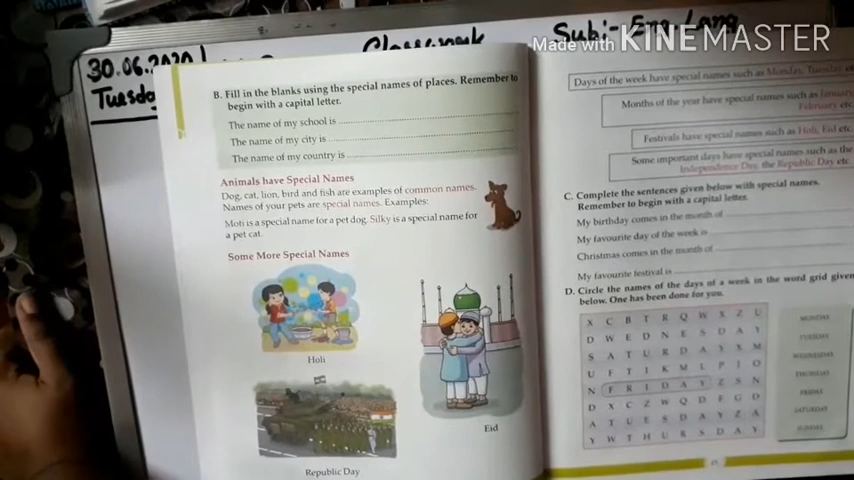 30.06.2020
Tuesday
Classwork
Sub:- Eng. Lang
Made with KINEMASTER
B. Fill in the blanks using the special names of places. Remember to
begin with a capital letter.
The name of my school is
The name of my city is
The name of my country is
Animals have Special Names
Dog, cat, lion, bird and fish are examples of common names.
Names of your pets are special names. Examples:
Moti is a special name for a pet dog. Silky is a special name for
a pet cat.
Some More Special Names
Holi
Eid
Republic Day
Days of the week have special names such as Monday, Tuesday etc
Months of the year have special names such as January,
February etc.
Festivals have special names such as Holi, Eid etc.
Some important days have special names such as the
Independence Day, the Republic Day etc.
C. Complete the sentences given below with special names.
Remember to begin with a capital letter.
My birthday comes in the month of
My favourite day of the week is
Christmas comes in the month of
My favourite festival is
D. Circle the names of the days of a week in the word grid given
below. One has been done for you.
X C B T R Q W X Z U
D W E D N E S D A Y
S A T U R D A Y X M
U F T I K M L P J O
N F R I D A Y Z S N
D X C Z W Q D F G D
A T U E S D A Y Z A
Y W T H U R S D A Y
MONDAY
TUESDAY
WEDNESDAY
THURSDAY
FRIDAY
SATURDAY
SUNDAY